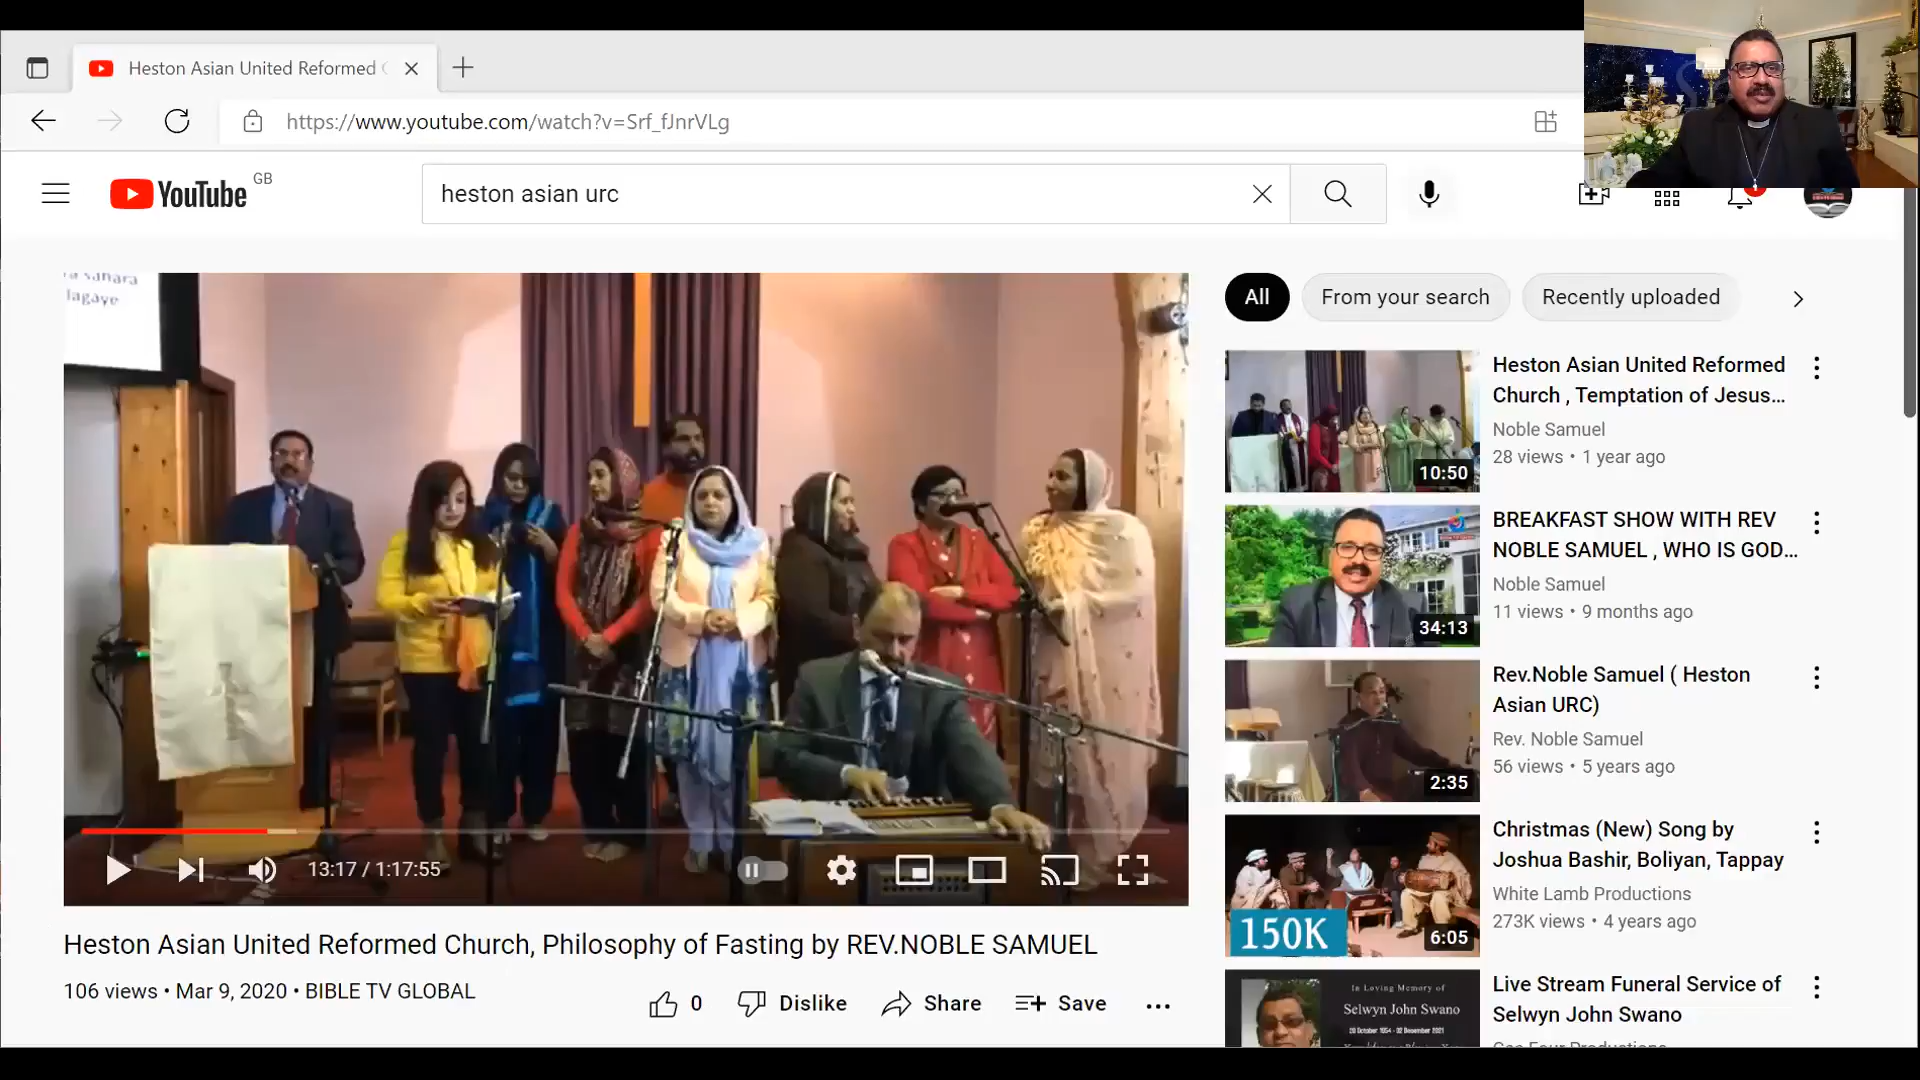 Heston Asian United Reformed
https://www.youtube.com/watch?v=Srf_fJnrVLg
YouTube GB
heston asian urc
sahara
lagaye
All
From your search
Recently uploaded
Heston Asian United Reformed
Church , Temptation of Jesus...
Noble Samuel
28 views • 1 year ago
10:50
BREAKFAST SHOW WITH REV
NOBLE SAMUEL , WHO IS GOD...
Noble Samuel
11 views • 9 months ago
34:13
Rev.Noble Samuel ( Heston
Asian URC)
Rev. Noble Samuel
56 views • 5 years ago
2:35
Christmas (New) Song by
Joshua Bashir, Boliyan, Tappay
White Lamb Productions
273K views • 4 years ago
150K
6:05
Live Stream Funeral Service of
Selwyn John Swano
In Loving Memory of
Selwyn John Swano
13:17 / 1:17:55
Heston Asian United Reformed Church, Philosophy of Fasting by REV.NOBLE SAMUEL
106 views • Mar 9, 2020 • BIBLE TV GLOBAL
0
Dislike
Share
Save